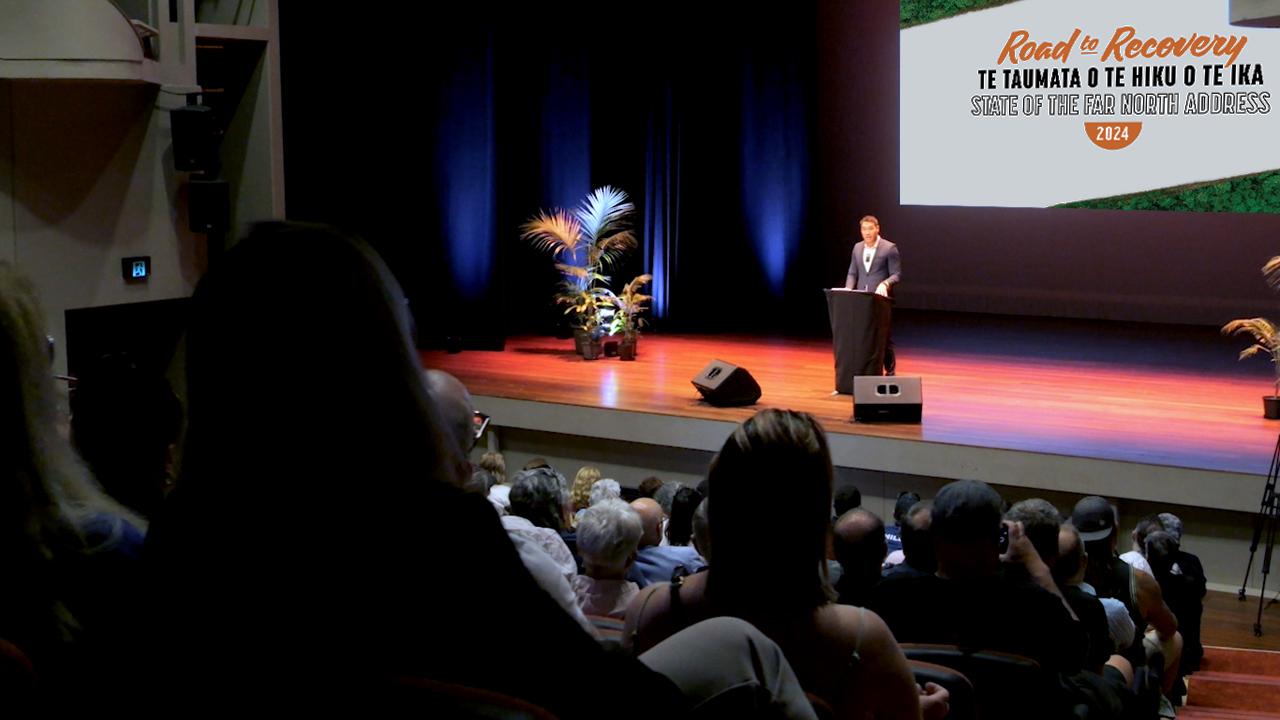 Road to Recovery
TE TAUMATA O TE HIKU O TE IKA
STATE OF THE FAR NORTH ADDRESS
2024